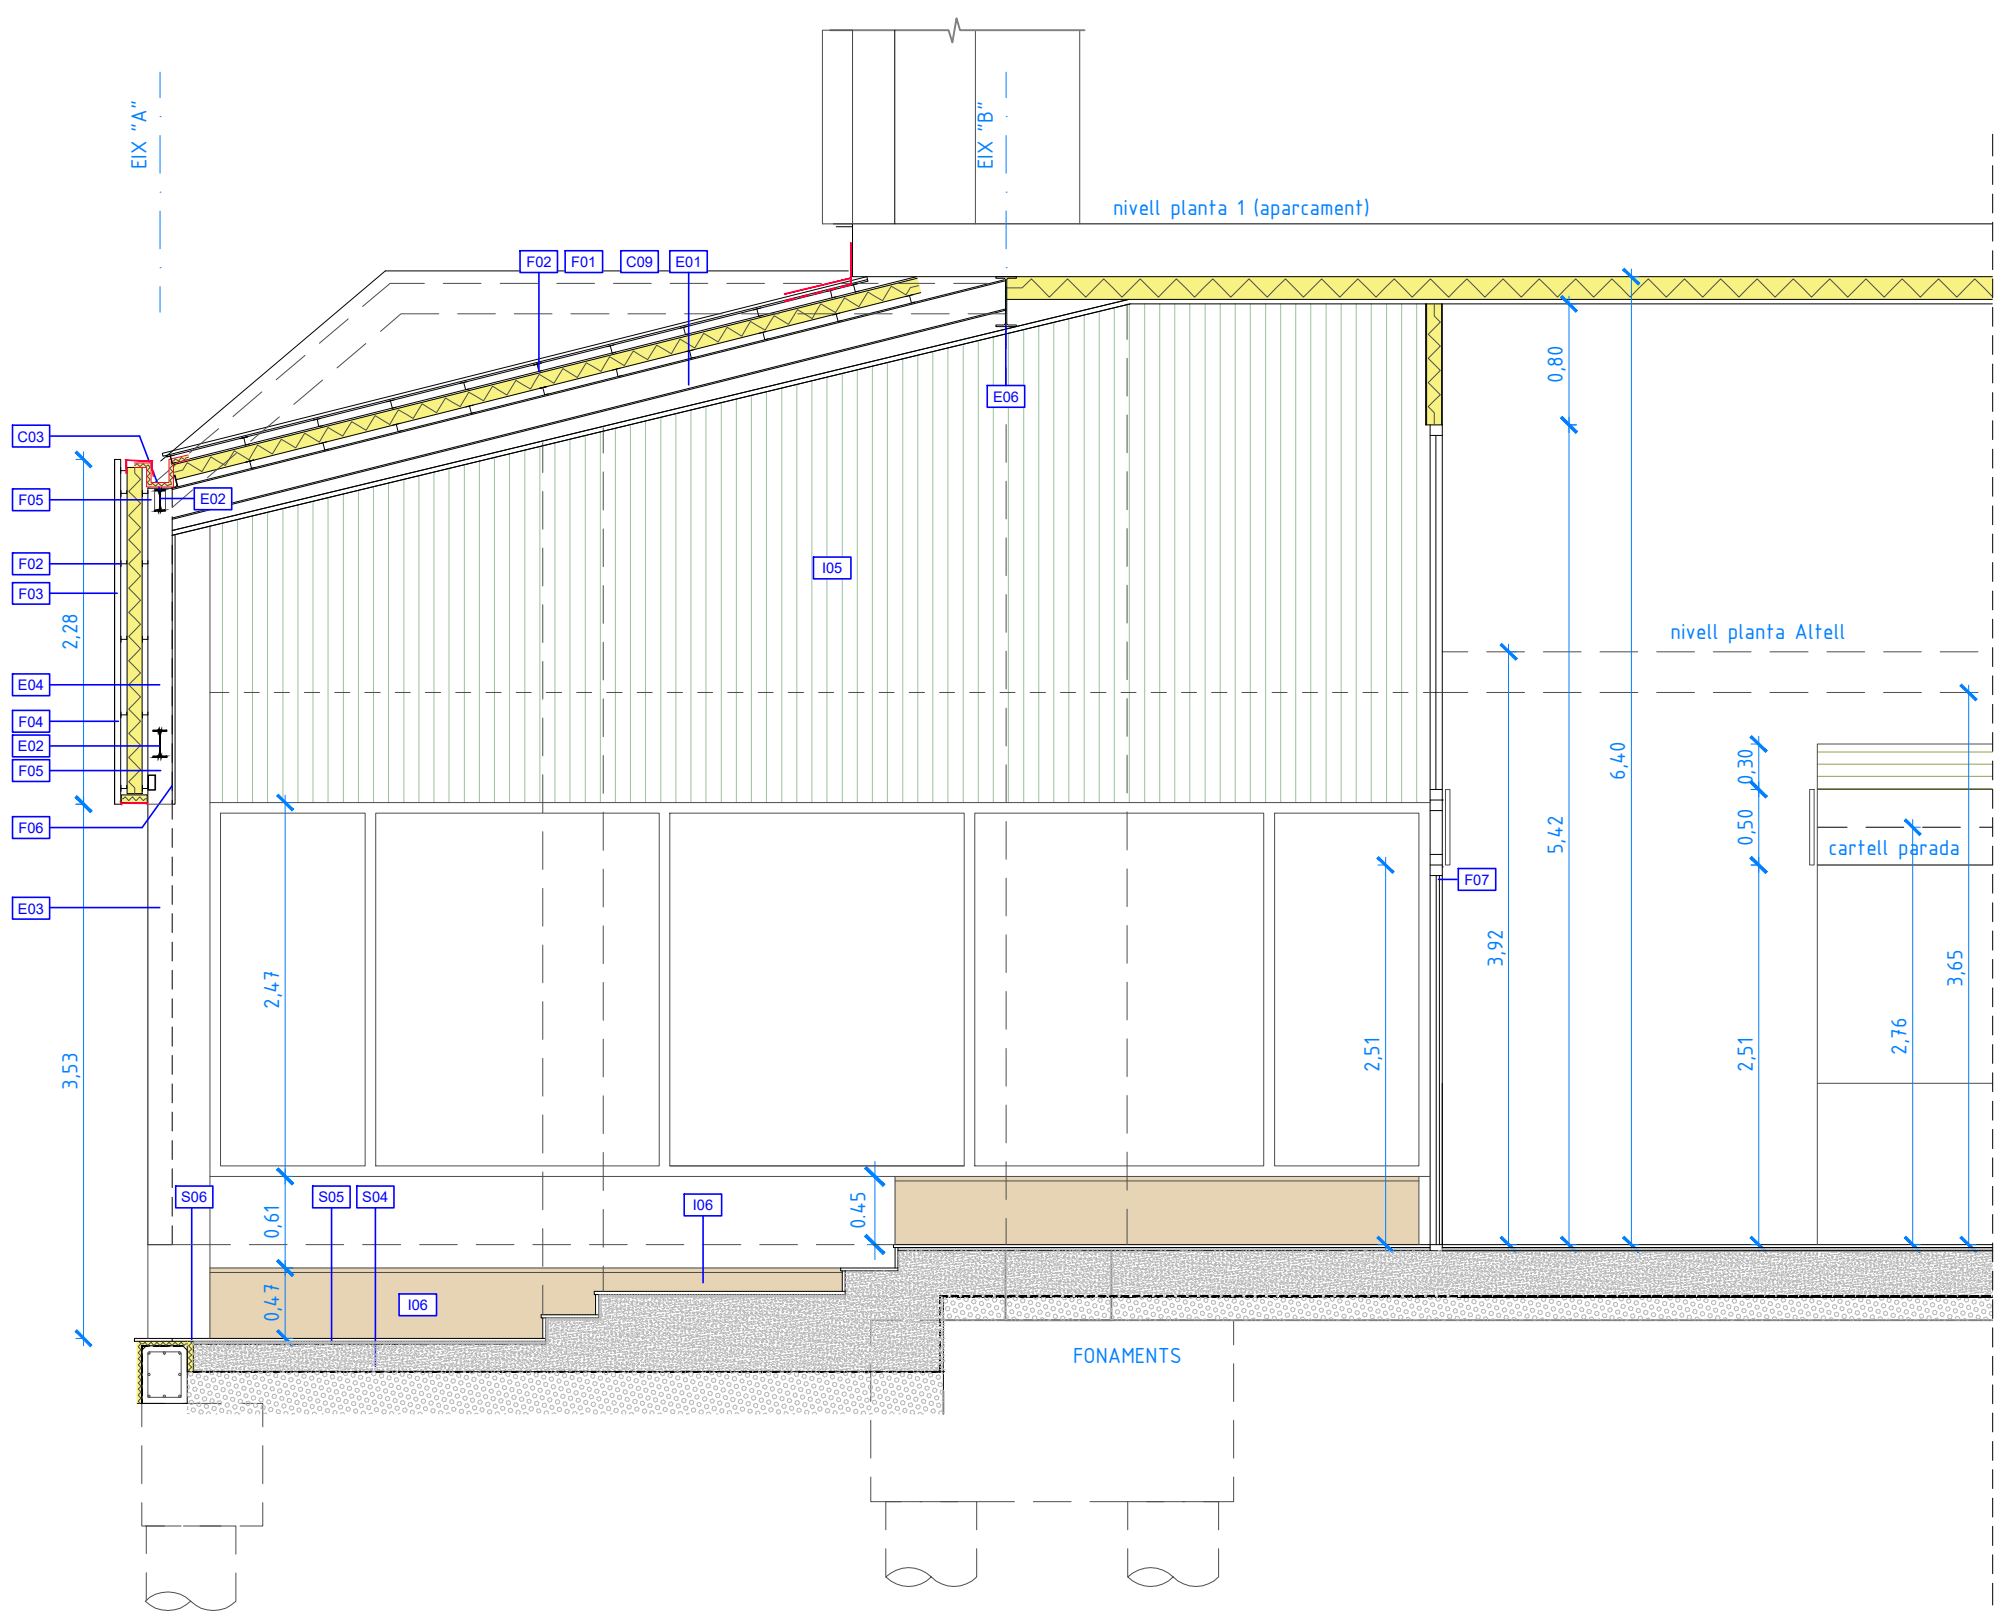 EIX "A"
EIX "B"
nivell planta 1 (aparcament)
F02 F01 C09 E01
0,80
E06
C03
F05
E02
F02
I05
F03
2,28
nivell planta Altell
E04
F04
E02
F05
6,40
0,30
F06
5,42
0,50
cartell parada
F07
E03
3,92
2,47
3,65
2,76
3,53
2,51
2,51
S06
S05
S04
I06
0.45
0,61
I06
0,47
FONAMENTS